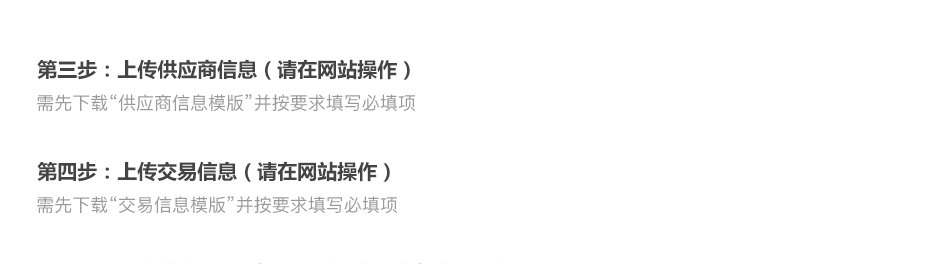 第三步：上传供应商信息（请在网站操作）
需先下载“供应商信息模版”并按要求填写必填项
第四步：上传交易信息（请在网站操作）
需先下载“交易信息模版”并按要求填写必填项